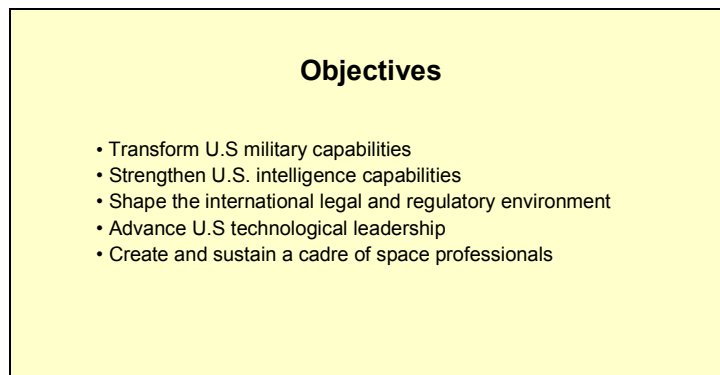 Objectives
• Transform U.S military capabilities
• Strengthen U.S. intelligence capabilities
• Shape the international legal and regulatory environment
• Advance U.S technological leadership
• Create and sustain a cadre of space professionals